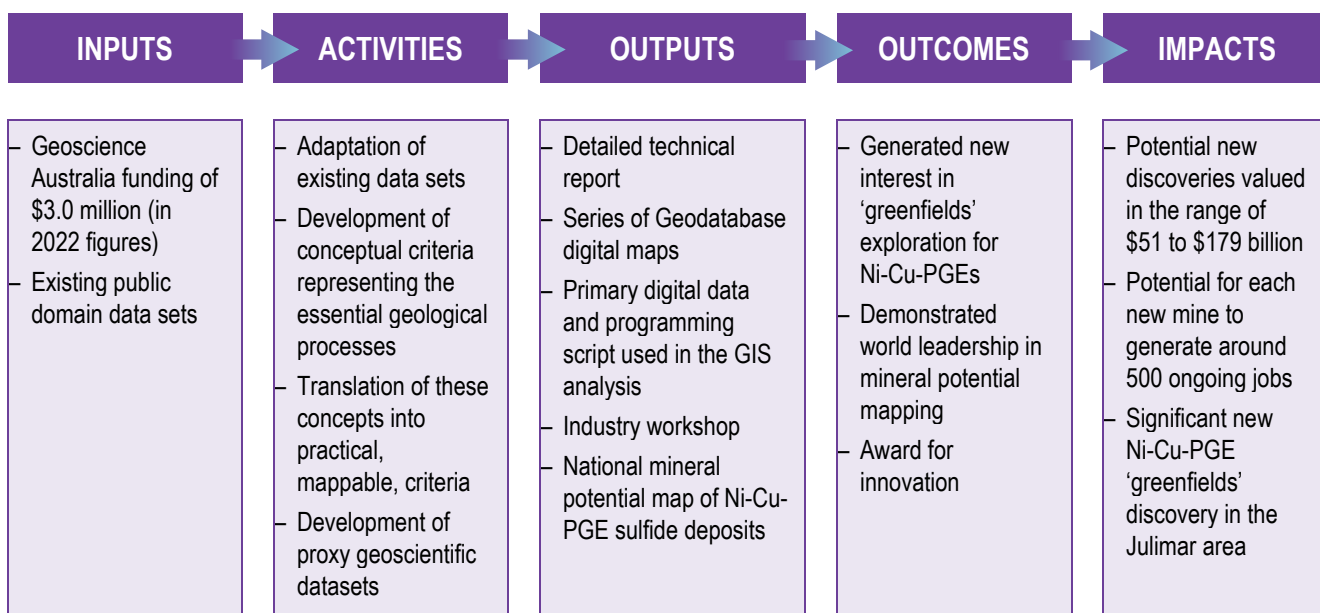 INPUTS
ACTIVITIES
OUTPUTS
OUTCOMES
IMPACTS
– Geoscience
Australia funding of
$3.0 million (in
2022 figures)
– Existing public
domain data sets
– Adaptation of
existing data sets
– Development of
conceptual criteria
representing the
essential geological
processes
– Translation of these
concepts into
practical,
mappable, criteria
– Development of
proxy geoscientific
datasets
– Detailed technical
report
– Series of Geodatabase
digital maps
– Primary digital data
and programming
script used in the GIS
analysis
– Industry workshop
– National mineral
potential map of Ni-Cu-
PGE sulfide deposits
– Generated new
interest in
‘greenfields’
exploration for
Ni-Cu-PGEs
– Demonstrated
world leadership in
mineral potential
mapping
– Award for
innovation
– Potential new
discoveries valued
in the range of
$51 to $179 billion
– Potential for each
new mine to
generate around
500 ongoing jobs
– Significant new
Ni-Cu-PGE
‘greenfields’
discovery in the
Julimar area